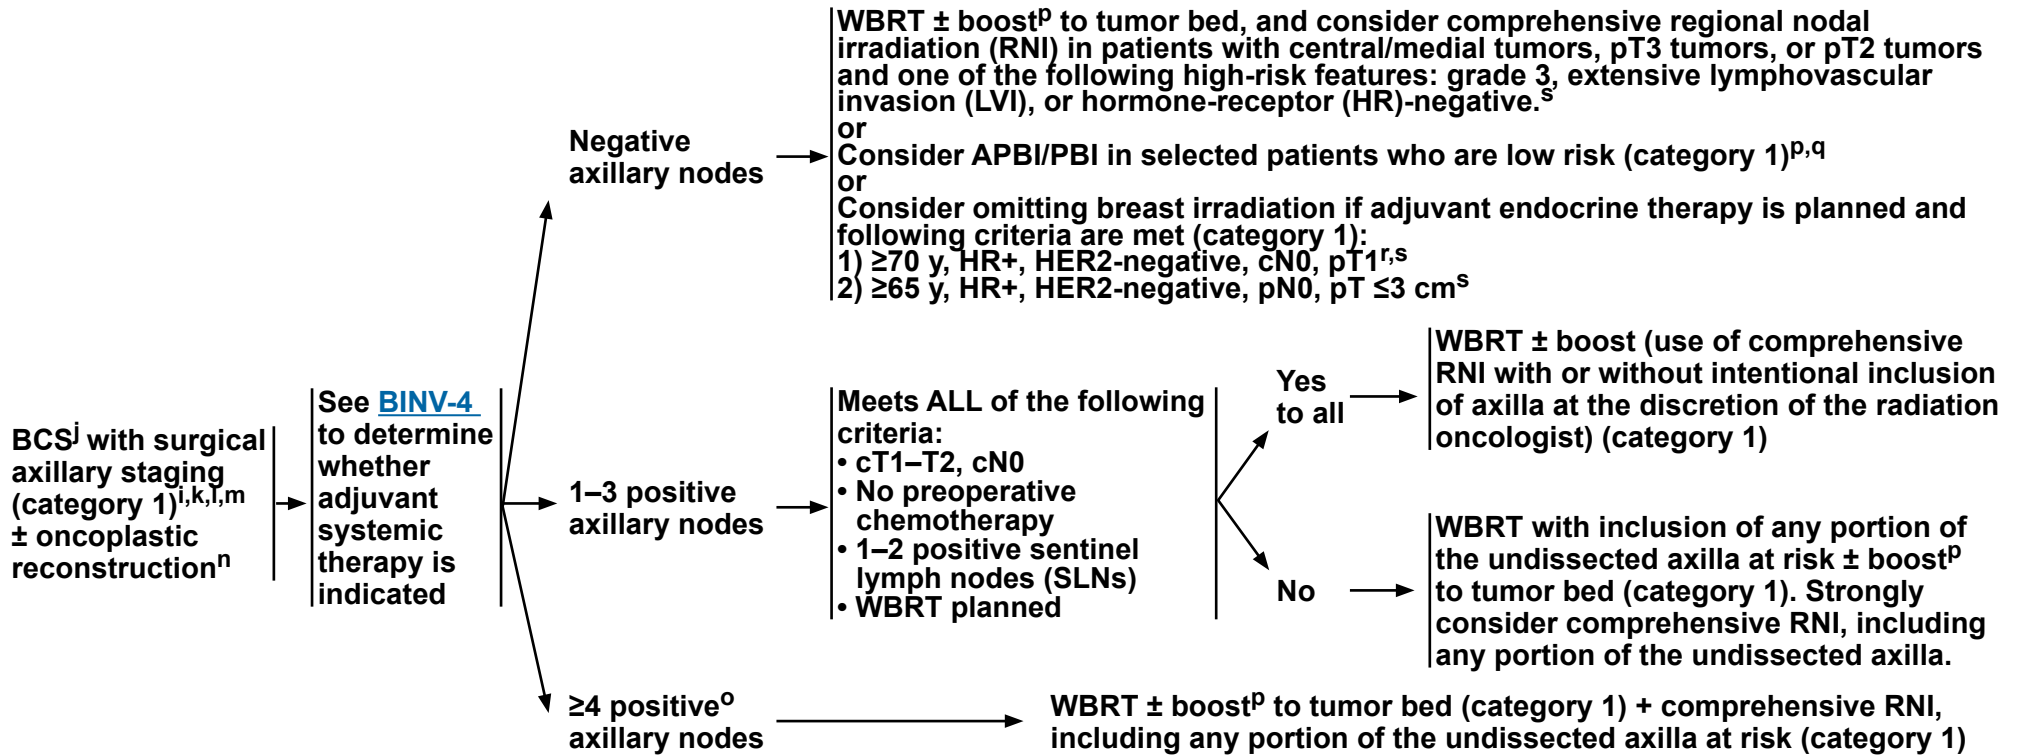 BCSʲ with surgical
axillary staging
(category 1)ⁱ,ᵏ,ˡ,ᵐ
± oncoplastic
reconstructionⁿ
See BINV-4
to determine
whether
adjuvant
systemic
therapy is
indicated
Negative
axillary nodes
WBRT ± boostᵖ to tumor bed, and consider comprehensive regional nodal
irradiation (RNI) in patients with central/medial tumors, pT3 tumors, or pT2 tumors
and one of the following high-risk features: grade 3, extensive lymphovascular
invasion (LVI), or hormone-receptor (HR)-negative.ˢ
or
Consider APBI/PBI in selected patients who are low risk (category 1)ᵖ,q
or
Consider omitting breast irradiation if adjuvant endocrine therapy is planned and
following criteria are met (category 1):
1) ≥70 y, HR+, HER2-negative, cN0, pT1ʳ,ˢ
2) ≥65 y, HR+, HER2-negative, pN0, pT ≤3 cmˢ
1–3 positive
axillary nodes
Meets ALL of the following
criteria:
• cT1–T2, cN0
• No preoperative
chemotherapy
• 1–2 positive sentinel
lymph nodes (SLNs)
• WBRT planned
Yes
to all
WBRT ± boost (use of comprehensive
RNI with or without intentional inclusion
of axilla at the discretion of the radiation
oncologist) (category 1)
No
WBRT with inclusion of any portion of
the undissected axilla at risk ± boostᵖ
to tumor bed (category 1). Strongly
consider comprehensive RNI, including
any portion of the undissected axilla.
≥4 positiveᵒ
axillary nodes
WBRT ± boostᵖ to tumor bed (category 1) + comprehensive RNI,
including any portion of the undissected axilla at risk (category 1)